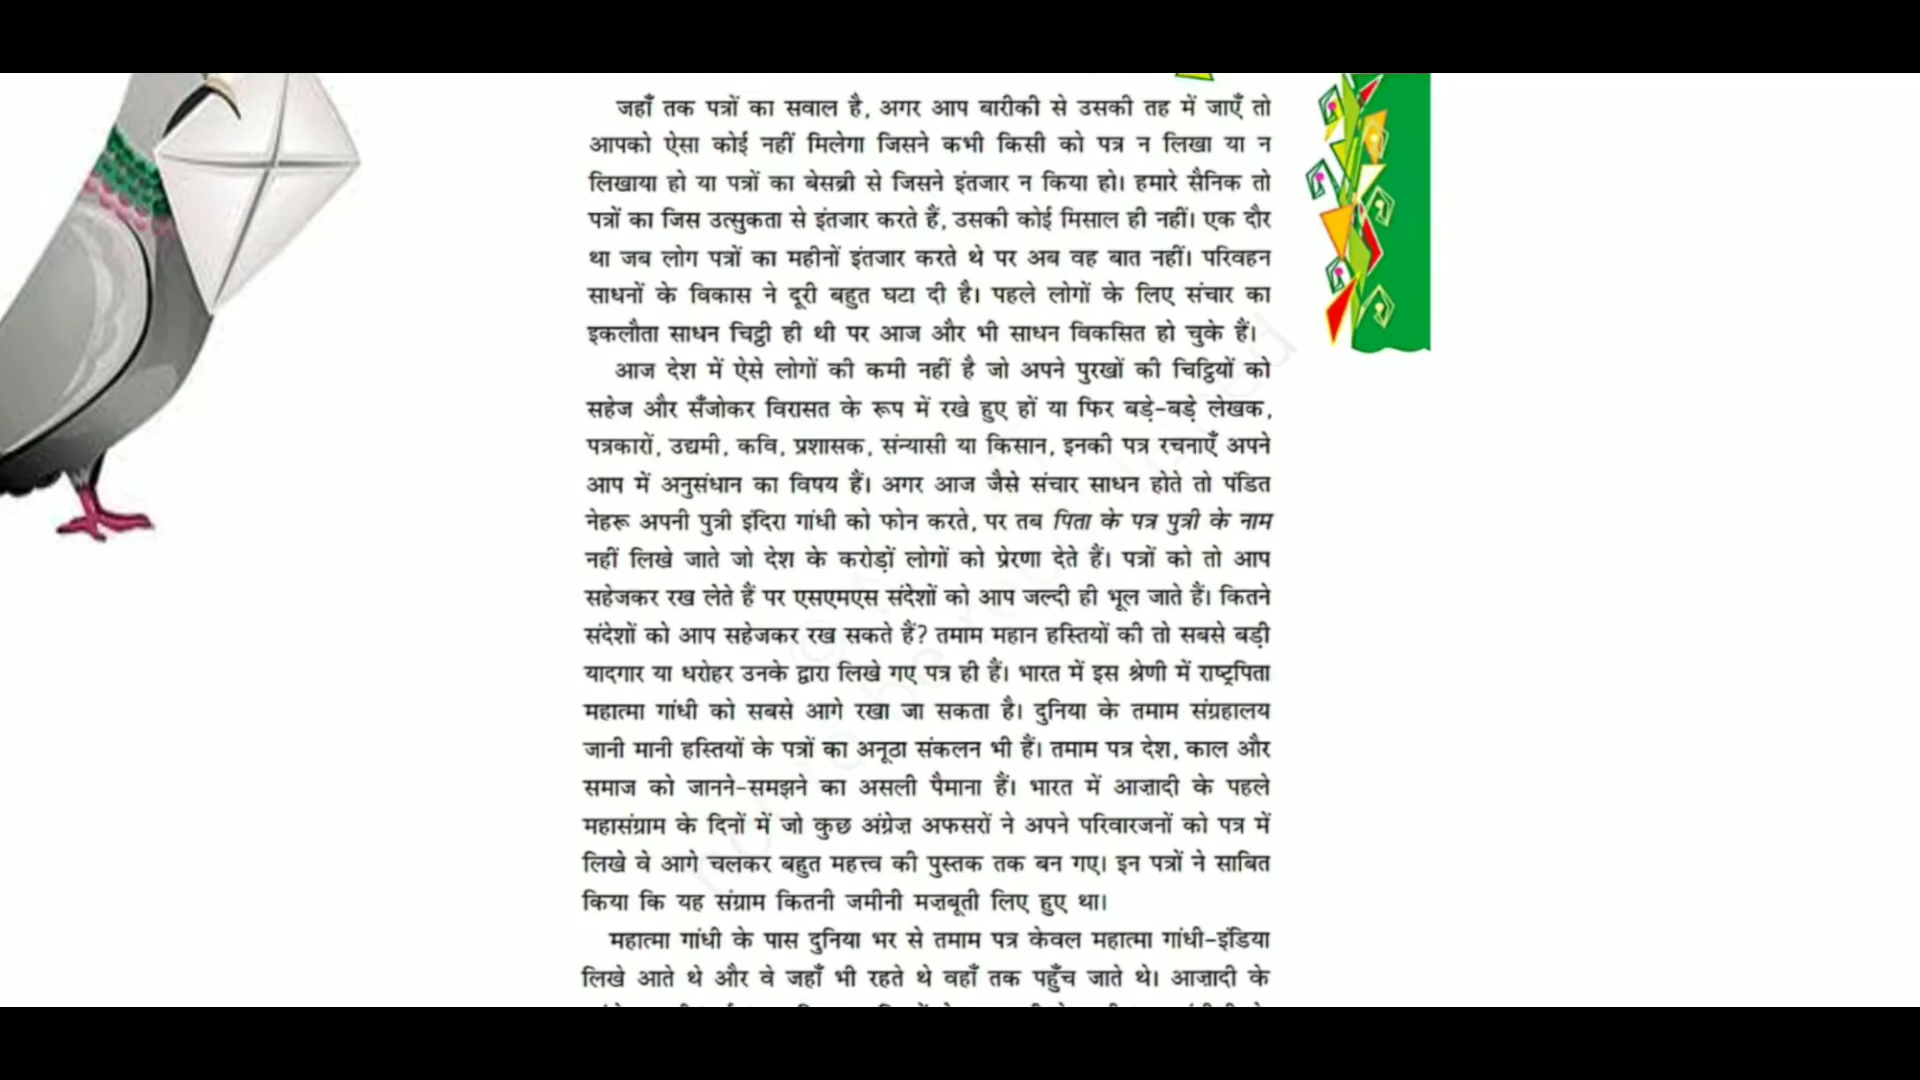 जहाँ तक पत्रों का सवाल है, अगर आप बारीकी से उसकी तह में जाएँ तो
आपको ऐसा कोई नहीं मिलेगा जिसने कभी किसी को पत्र न लिखा या न
लिखाया हो या पत्रों का बेसब्री से जिसने इंतजार न किया हो। हमारे सैनिक तो
पत्रों का जिस उत्सुकता से इंतजार करते हैं, उसकी कोई मिसाल ही नहीं। एक दौर
था जब लोग पत्रों का महीनों इंतजार करते थे पर अब वह बात नहीं। परिवहन
साधनों के विकास ने दूरी बहुत घटा दी है। पहले लोगों के लिए संचार का
इकलौता साधन चिट्ठी ही थी पर आज और भी साधन विकसित हो चुके हैं।
आज देश में ऐसे लोगों की कमी नहीं है जो अपने पुरखों की चिट्ठियों को
सहेज और सँजोकर विरासत के रूप में रखे हुए हों या फिर बड़े-बड़े लेखक,
पत्रकारों, उद्यमी, कवि, प्रशासक, संन्यासी या किसान, इनकी पत्र रचनाएँ अपने
आप में अनुसंधान का विषय हैं। अगर आज जैसे संचार साधन होते तो पंडित
नेहरू अपनी पुत्री इंदिरा गांधी को फोन करते, पर तब पिता के पत्र पुत्री के नाम
नहीं लिखे जाते जो देश के करोड़ों लोगों को प्रेरणा देते हैं। पत्रों को तो आप
सहेजकर रख लेते हैं पर एसएमएस संदेशों को आप जल्दी ही भूल जाते हैं। कितने
संदेशों को आप सहेजकर रख सकते हैं? तमाम महान हस्तियों की तो सबसे बड़ी
यादगार या धरोहर उनके द्वारा लिखे गए पत्र ही हैं। भारत में इस श्रेणी में राष्ट्रपिता
महात्मा गांधी को सबसे आगे रखा जा सकता है। दुनिया के तमाम संग्रहालय
जानी मानी हस्तियों के पत्रों का अनूठा संकलन भी हैं। तमाम पत्र देश, काल और
समाज को जानने-समझने का असली पैमाना हैं। भारत में आज़ादी के पहले
महासंग्राम के दिनों में जो कुछ अंग्रेज़ अफसरों ने अपने परिवारजनों को पत्र में
लिखे वे आगे चलकर बहुत महत्त्व की पुस्तक तक बन गए। इन पत्रों ने साबित
किया कि यह संग्राम कितनी जमीनी मज़बूती लिए हुए था।
महात्मा गांधी के पास दुनिया भर से तमाम पत्र केवल महात्मा गांधी-इंडिया
लिखे आते थे और वे जहाँ भी रहते थे वहाँ तक पहुँच जाते थे। आज़ादी के